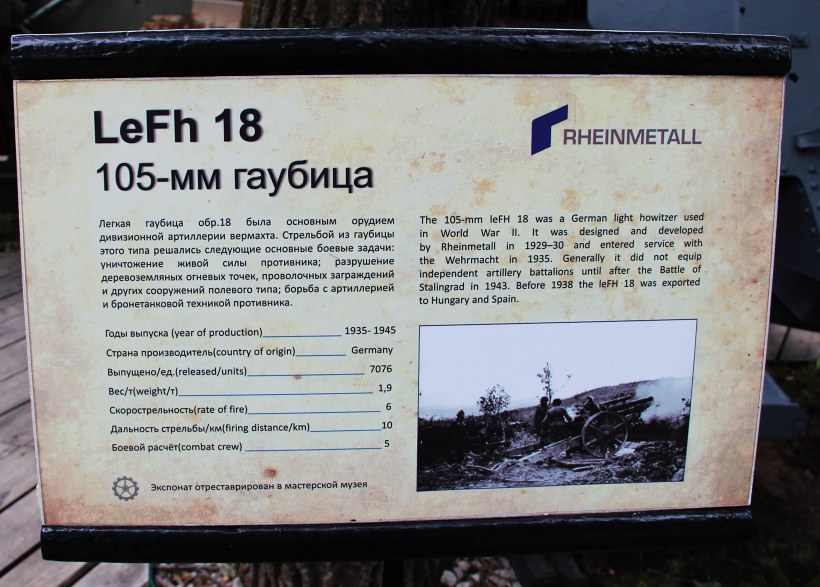 LeFh 18
105-мм гаубица
RHEINMETALL
Легкая гаубица обр.18 была основным орудием
дивизионной артиллерии вермахта. Стрельбой из гаубицы
этого типа решались следующие основные боевые задачи:
уничтожение живой силы противника; разрушение
деревоземляных огневых точек, проволочных заграждений
и других сооружений полевого типа; борьба с артиллерией
и бронетанковой техникой противника.
The 105-mm leFH 18 was a German light howitzer used
in World War II. It was designed and developed
by Rheinmetall in 1929–30 and entered service with
the Wehrmacht in 1935. Generally it did not equip
independent artillery battalions until after the Battle of
Stalingrad in 1943. Before 1938 the leFH 18 was exported
to Hungary and Spain.
Годы выпуска (year of production) 1935- 1945
Страна производитель(country of origin) Germany
Выпущено/ед.(released/units) 7076
Вес/т(weight/т) 1,9
Скорострельность(rate of fire) 6
Дальность стрельбы/км(firing distance/km) 10
Боевой расчёт(combat crew) 5
Экспонат отреставрирован в мастерской музея